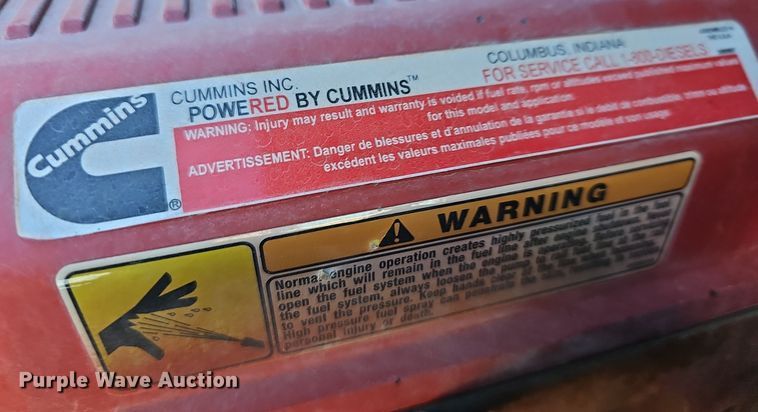 Cummins
®
CUMMINS INC. COLUMBUS, INDIANA
POWERED BY CUMMINS™ FOR SERVICE CALL 1-800-DIESELS
WARNING: Injury may result and warranty is voided if fuel rate, rpm or altitudes exceed published maximum values
for this model and application.
ADVERTISSEMENT: Danger de blessures et d'annulation de la garantie si le débit de combustible, tr/mn ou altitude
excèdent les valeurs maximales publiées pour ce modèle et son usage.
WARNING
Normal engine operation creates highly pressurized fuel in the fuel
line which will remain in the fuel line after engine
open the fuel system when the engine is
the fuel system, always loosen the pump
to vent the pressure. Keep hands
High pressure fuel spray can penetrate
personal injury or death.
Purple Wave Auction